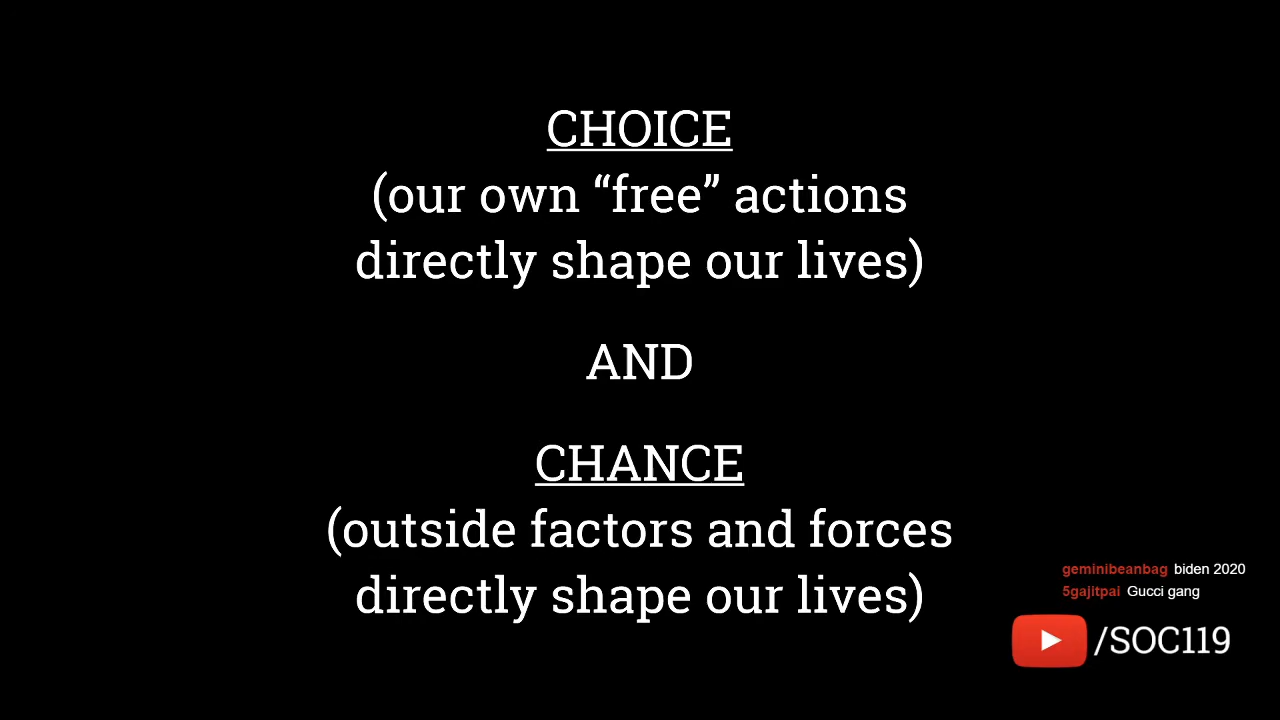 CHOICE
(our own “free” actions
directly shape our lives)
AND
CHANCE
(outside factors and forces
directly shape our lives)
geminibeanbag biden 2020
5gajitpai Gucci gang
/SOC119